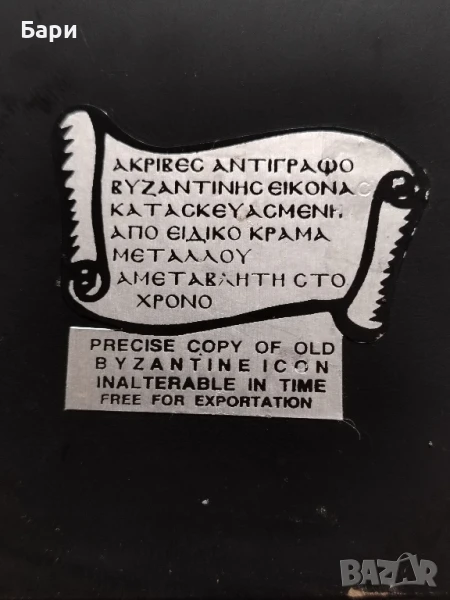 Бари
ΑΚΡΙΒΕϹ ΑΝΤΙΓΡΑΦΟ
ΒΥΖΑΝΤΙΝΗϹ ΕΙΚΟΝΑϹ
ΚΑΤΑϹΚΕΥΑϹΜΕΝΗ
ΑΠΟ ΕΙΔΙΚΟ ΚΡΑΜΑ
ΜΕΤΑΛΛΟΥ
ΑΜΕΤΑΒΛΗΤΗ ϹΤΟ
ΧΡΟΝΟ
PRECISE COPY OF OLD
BYZANTINE ICON
INALTERABLE IN TIME
FREE FOR EXPORTATION
BAZAR